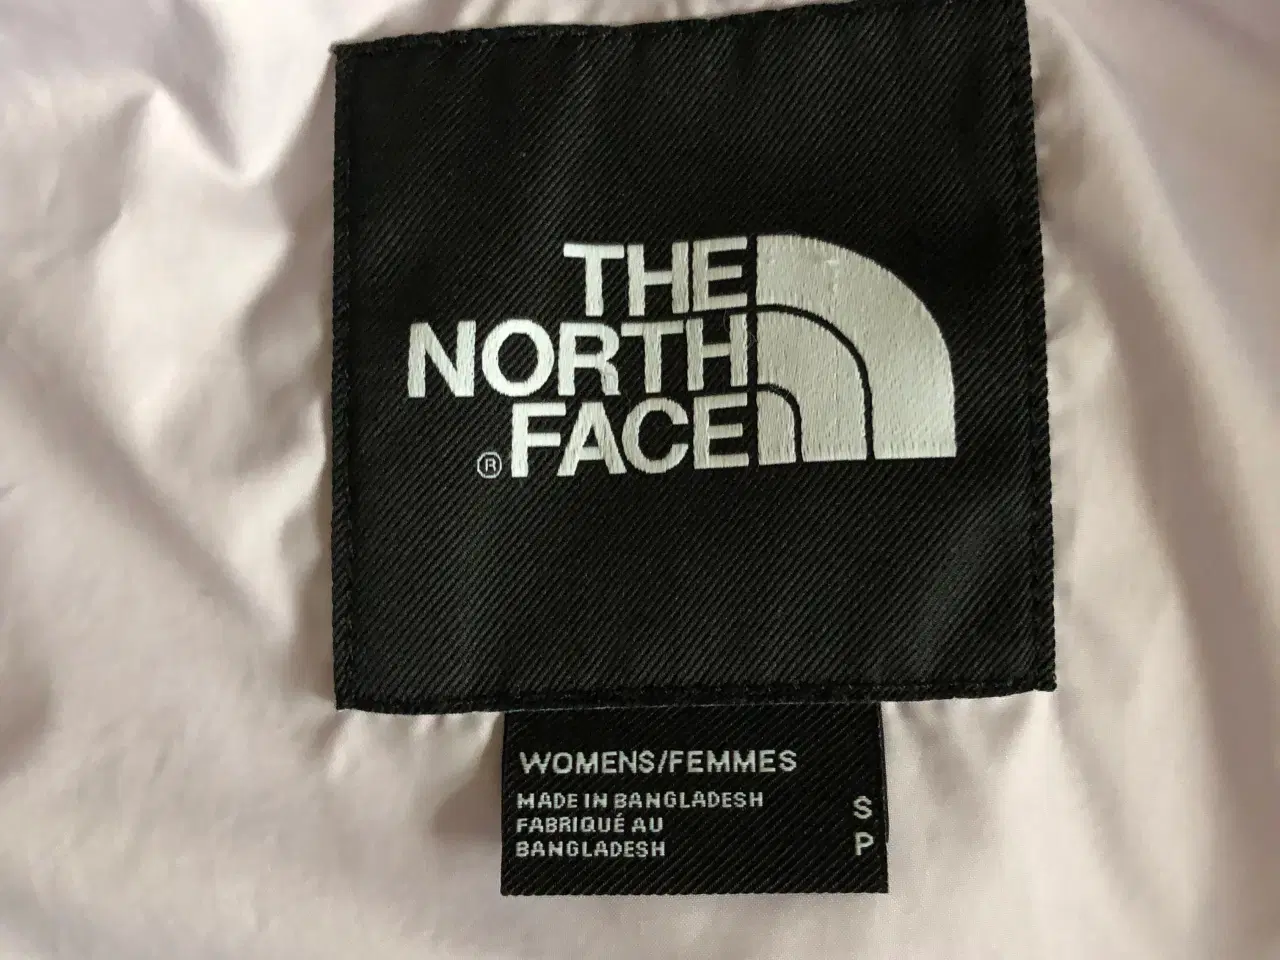 THE
NORTH
FACE
®
WOMENS/FEMMES
MADE IN BANGLADESH
FABRIQUÉ AU
BANGLADESH
S
P